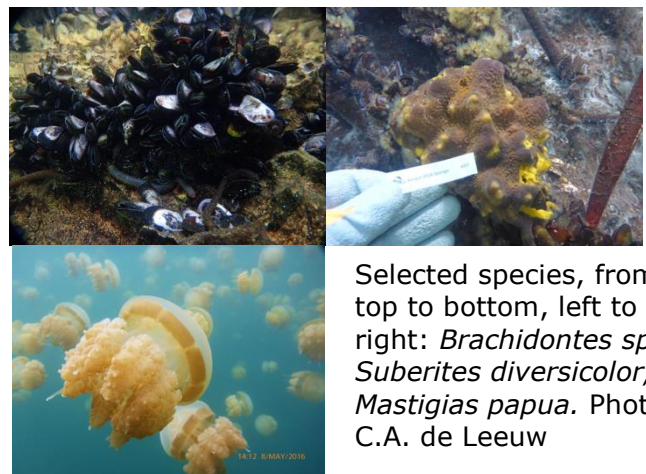 14:12 8/MAY/2016
Selected species, from
top to bottom, left to
right: Brachidontes sp
Suberites diversicolor,
Mastigias papua. Phot
C.A. de Leeuw